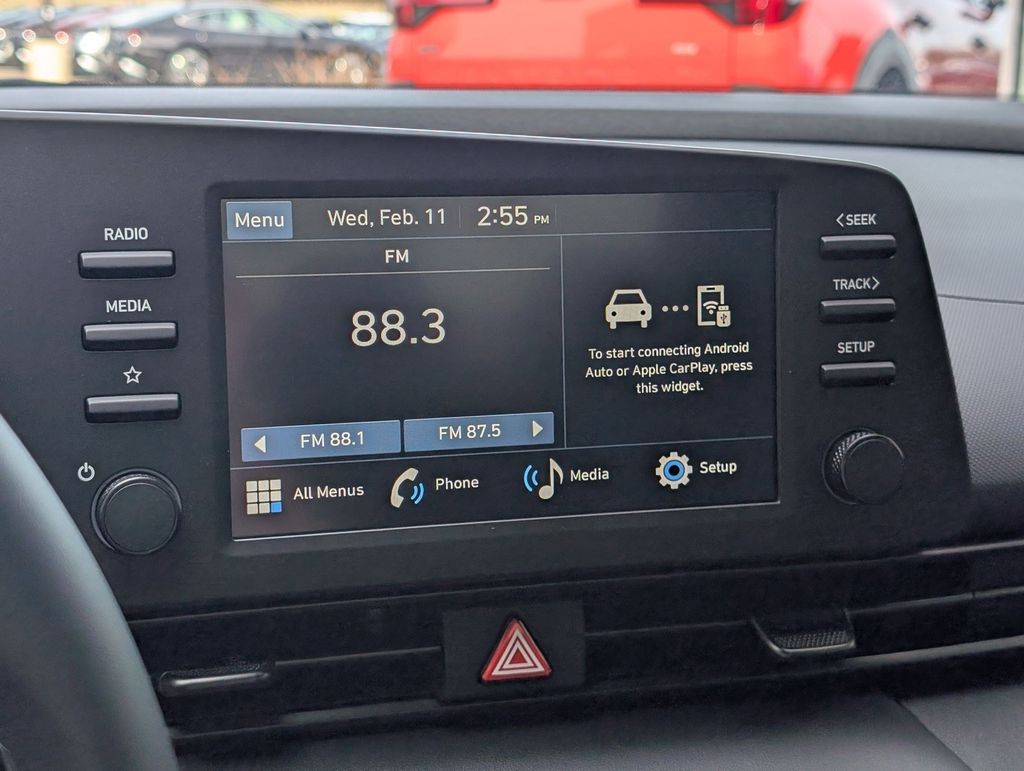 RADIO
MEDIA
Menu
Wed, Feb. 11
2:55 PM
FM
88.3
FM 88.1
FM 87.5
To start connecting Android
Auto or Apple CarPlay, press
this widget.
All Menus
Phone
Media
Setup
<SEEK
TRACK>
SETUP